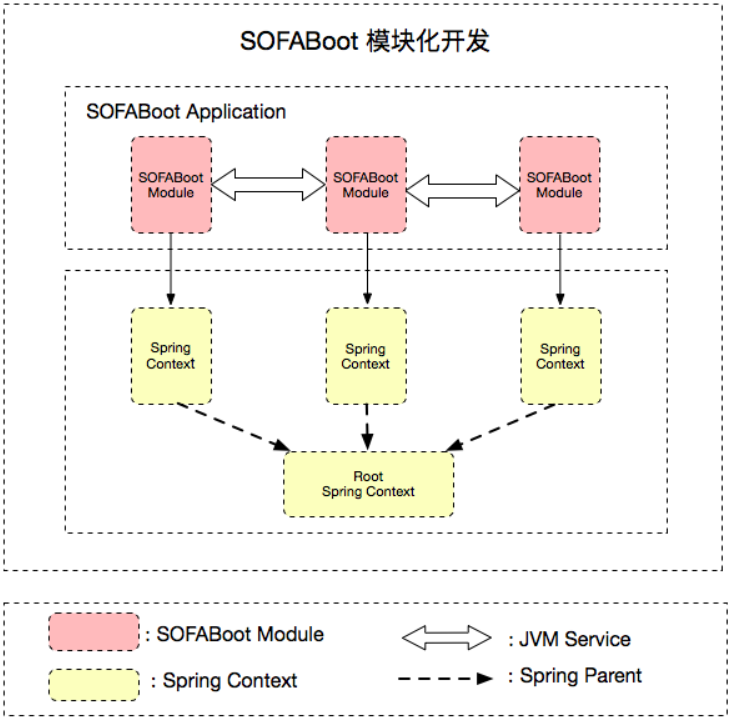 SOFABoot 模块化开发
SOFABoot Application
SOFABoot
Module
SOFABoot
Module
SOFABoot
Module
Spring
Context
Spring
Context
Spring
Context
Root
Spring Context
: SOFABoot Module
: JVM Service
: Spring Context
: Spring Parent